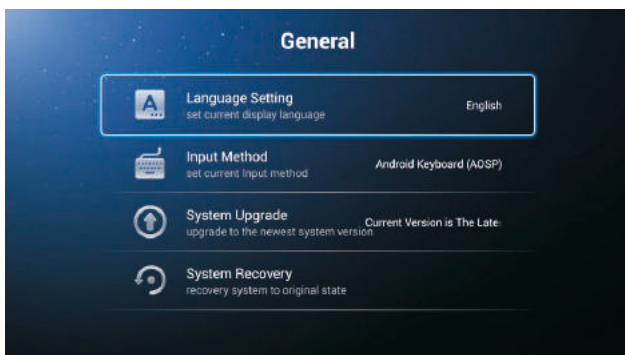 General
Language Setting
set current display language
English
Input Method
set current Input method
Android Keyboard (AOSP)
System Upgrade
upgrade to the newest system version
Current Version is The Late
System Recovery
recovery system to original state